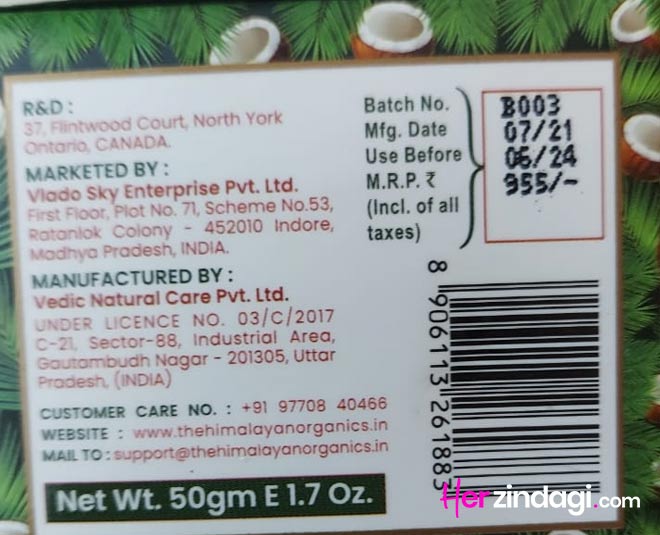 R&D :
37, Flintwood Court, North York
Ontario, CANADA.
MARKETED BY :
Vlado Sky Enterprise Pvt. Ltd.
First Floor, Plot No. 71, Scheme No.53,
Ratanlok Colony - 452010 Indore,
Madhya Pradesh, INDIA.
MANUFACTURED BY :
Vedic Natural Care Pvt. Ltd.
UNDER LICENCE NO. 03/C/2017
C-21, Sector-88, Industrial Area,
Gautambudh Nagar - 201305, Uttar
Pradesh, (INDIA)
CUSTOMER CARE NO. : +91 97708 40466
WEBSITE : www.thehimalayanorganics.in
MAIL TO : support@thehimalayanorganics.in
Net Wt. 50gm E 1.7 Oz.
Batch No. B003
Mfg. Date 07/21
Use Before 06/24
M.R.P. ₹ 955/-
(Incl. of all
taxes)
8 906113 261883
Herzindagi.com